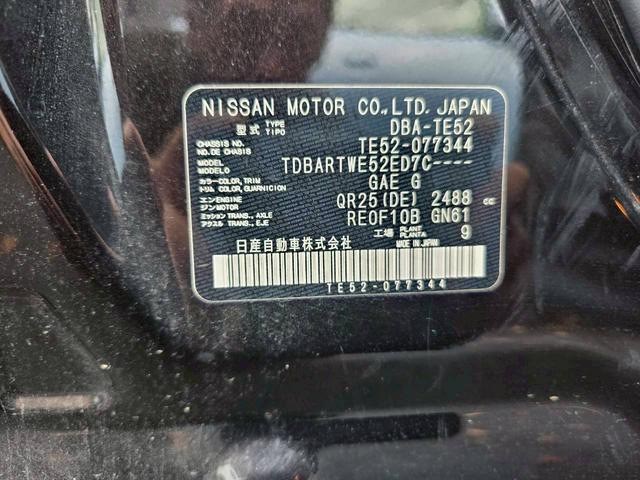 NISSAN MOTOR CO.,LTD. JAPAN
型式 TYPE TIPO DBA-TE52
CHASSIS NO. NO. DE CHASSIS TE52-077344
MODEL MODELO TDBARTWE52ED7C----
カラー COLOR, TRIM トリム COLOR, GUARNICION GAE G
エンジン ENGINE MOTOR QR25(DE) 2488 cc
ミッション TRANS., AXLE アクスル TRANS., EJE RE0F10B GN61
工場 PLANT PLANTA 9
日産自動車株式会社 MADE IN JAPAN
TE52-077344